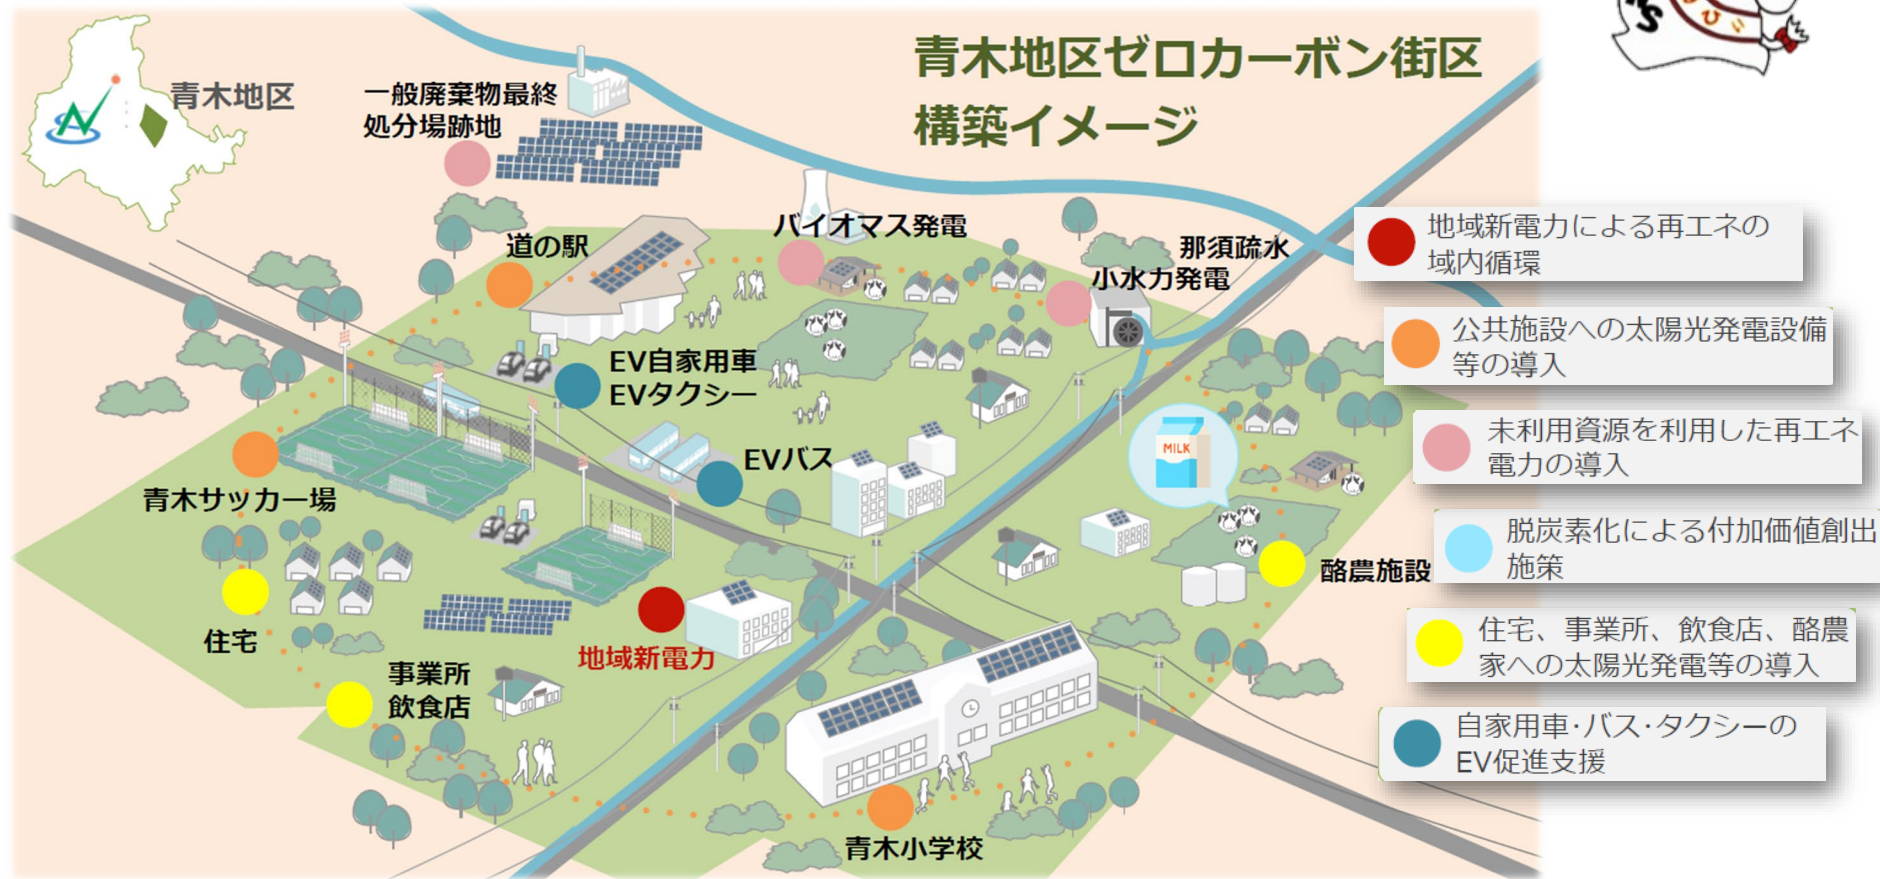 青木地区ゼロカーボン街区
構築イメージ
青木地区
一般廃棄物最終
処分場跡地
道の駅
バイオマス発電
那須疏水
小水力発電
EV自家用車
EVタクシー
EVバス
青木サッカー場
MILK
酪農施設
住宅
地域新電力
事業所
飲食店
青木小学校
地域新電力による再エネの
域内循環
公共施設への太陽光発電設備
等の導入
未利用資源を利用した再エネ
電力の導入
脱炭素化による付加価値創出
施策
住宅、事業所、飲食店、酪農
家への太陽光発電等の導入
自家用車･バス･タクシーの
EV促進支援